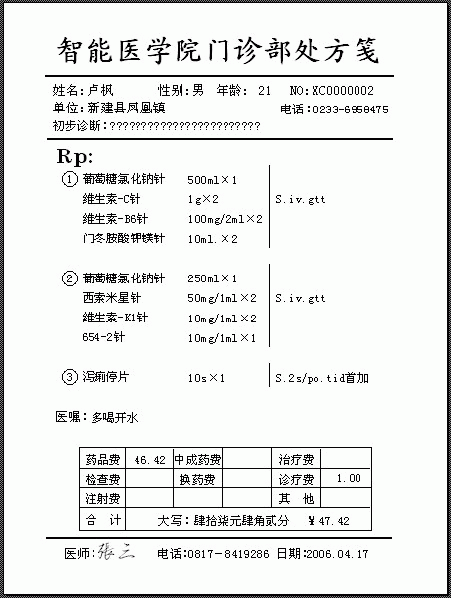 智能医学院门诊部处方笺
姓名:卢枫 性别:男 年龄: 21 NO:XC0000002
单位:新建县凤凰镇 电话:0233-6958475
初步诊断:????????????????????????
Rp:
① 葡萄糖氯化钠针 500ml×1
维生素-C针 1g×2 S.iv.gtt
维生素-B6针 100mg/2ml×2
门冬胺酸钾镁针 10ml.×2
② 葡萄糖氯化钠针 250ml×1
西索米星针 50mg/1ml×2 S.iv.gtt
维生素-K1针 10mg/1ml×2
654-2针 10mg/1ml×1
③ 泻痢停片 10s×1 S.2s/po.tid首加
医嘱:多喝开水
药品费 46.42 中成药费 治疗费
检查费 换药费 诊疗费 1.00
注射费 其 他
合 计 大写:肆拾柒元肆角贰分 ￥47.42
医师:张三 电话:0817-8419286 日期:2006.04.17